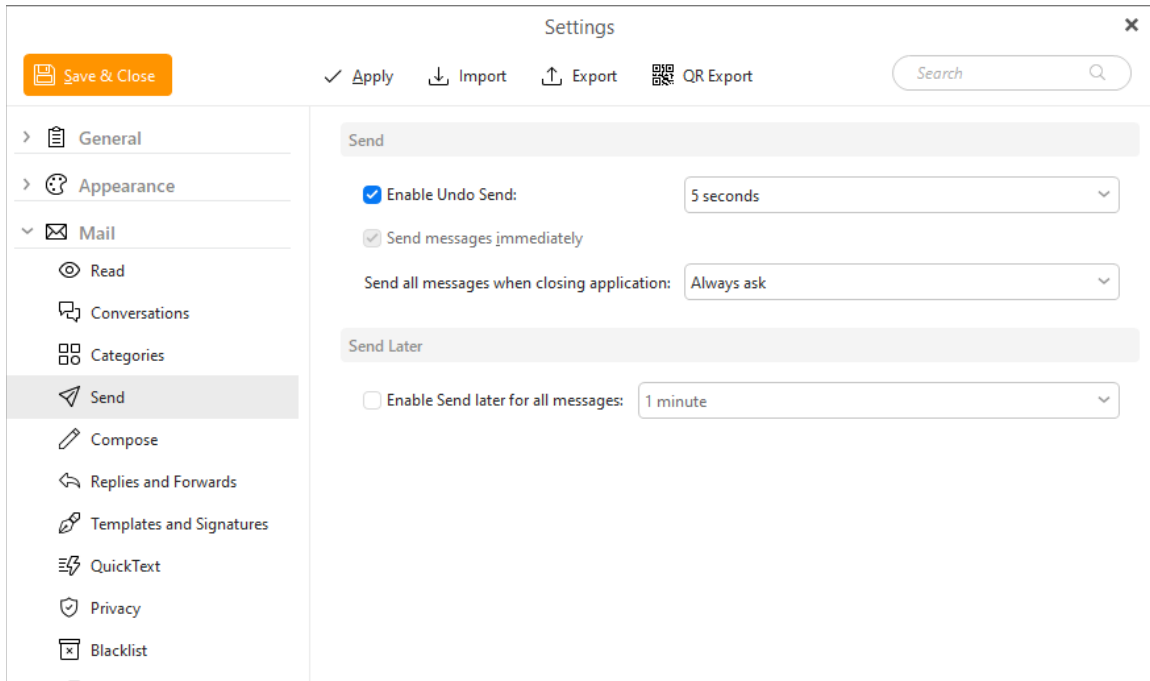 Settings
Save & Close
Apply
Import
Export
QR Export
Search
General
Appearance
Mail
Read
Conversations
Categories
Send
Compose
Replies and Forwards
Templates and Signatures
QuickText
Privacy
Blacklist
Send
Enable Undo Send:
5 seconds
Send messages immediately
Send all messages when closing application:
Always ask
Send Later
Enable Send later for all messages:
1 minute